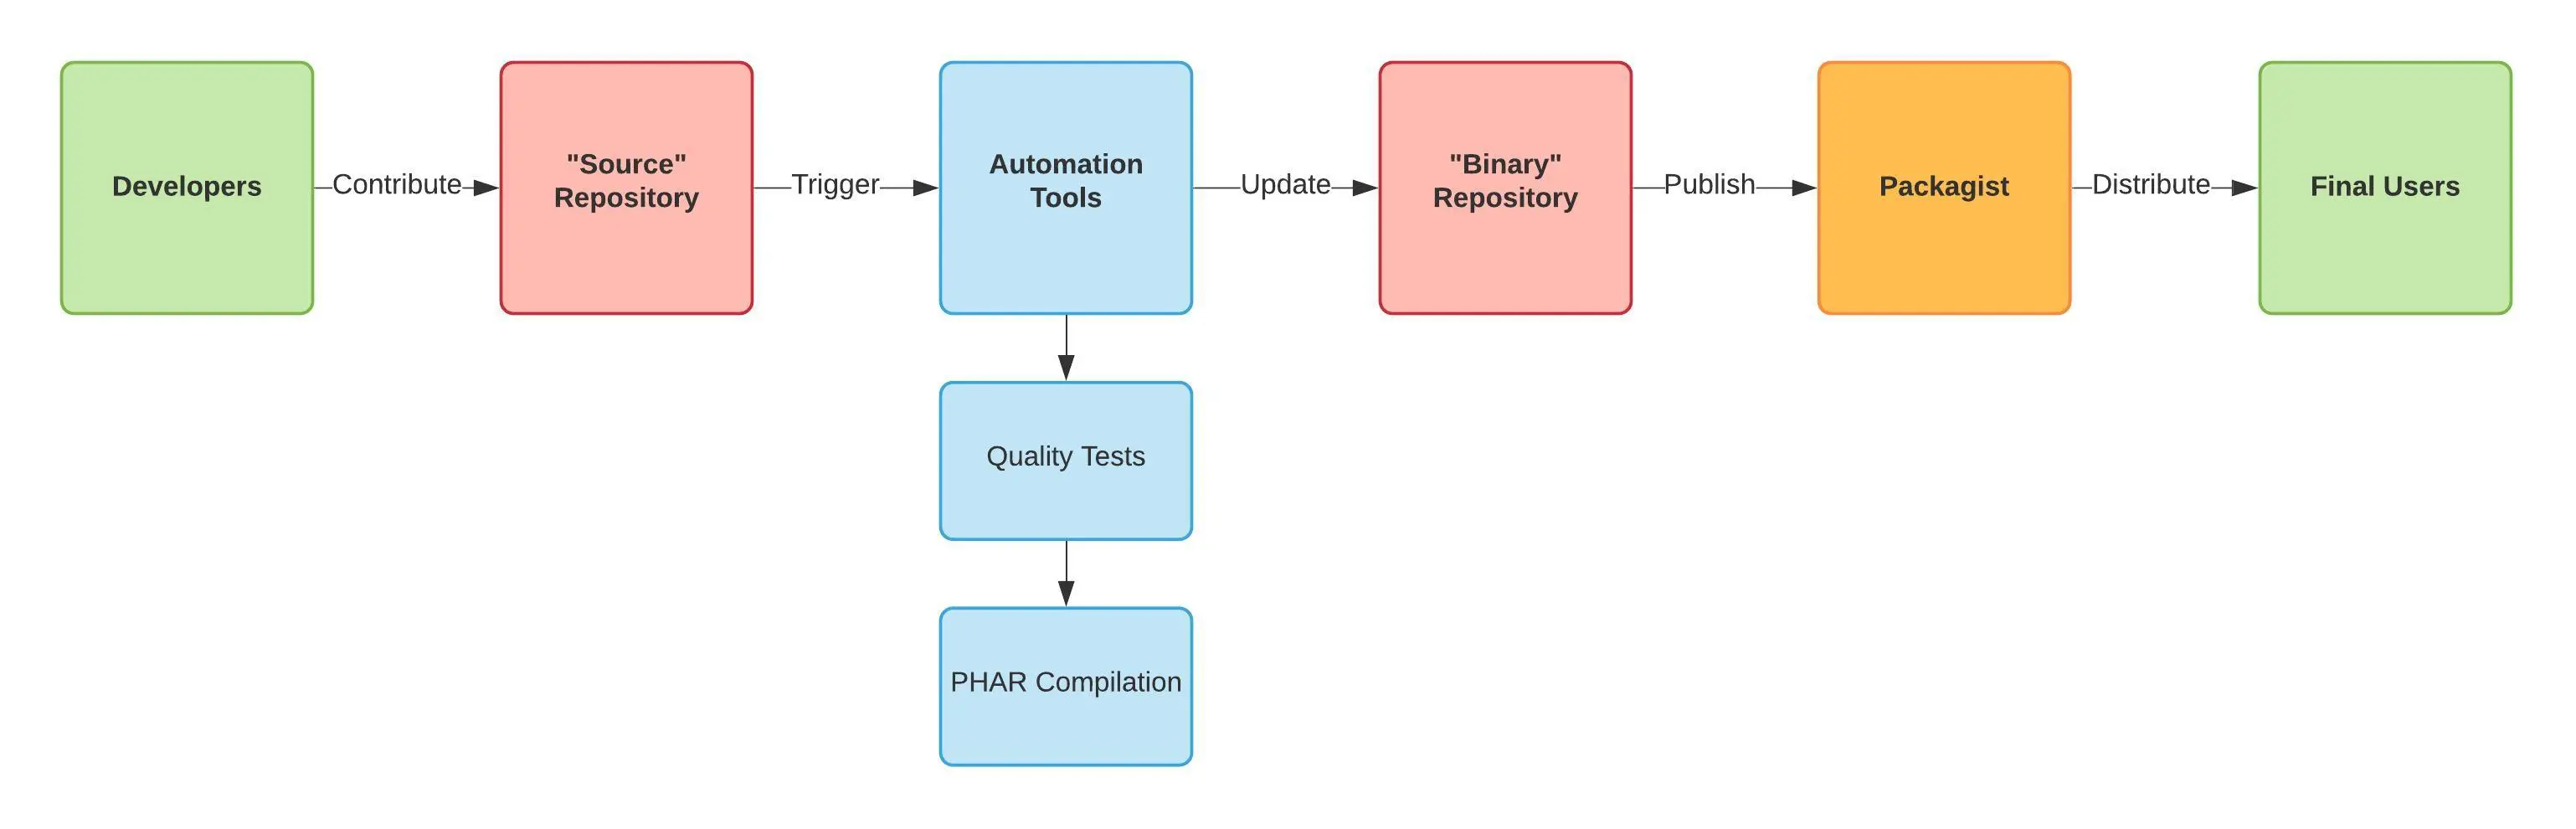 Developers
Contribute
"Source"
Repository
Trigger
Automation
Tools
Update
"Binary"
Repository
Publish
Packagist
Distribute
Final Users
Quality Tests
PHAR Compilation